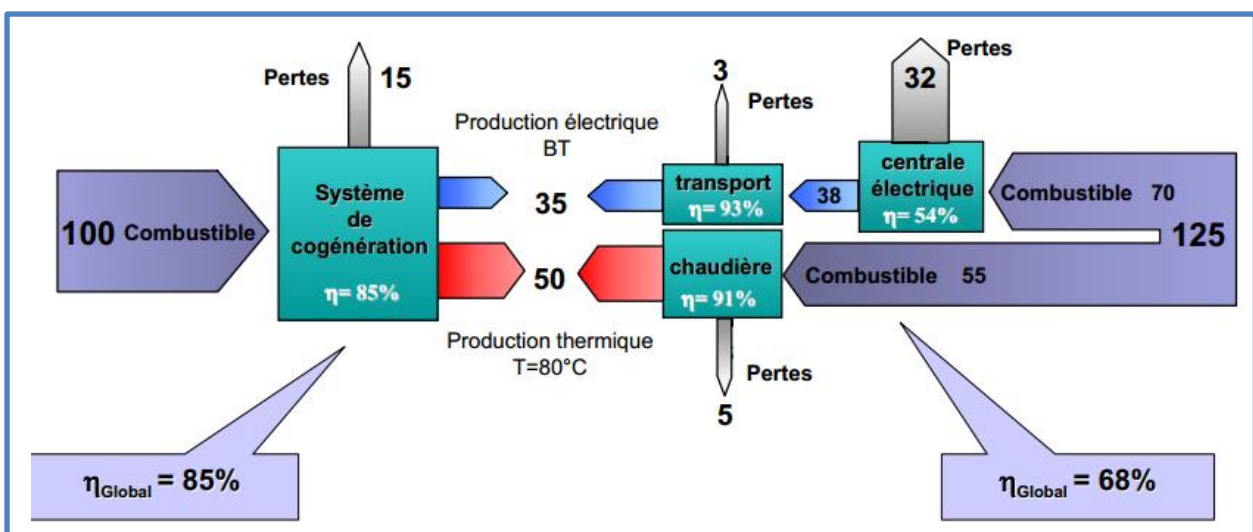 Pertes 15
100 Combustible
Système
de
cogénération
η= 85%
Production électrique
BT
35
50
Production thermique
T=80°C
3
Pertes
transport
η= 93%
38
Pertes
32
centrale
électrique
η= 54%
Combustible 70
125
chaudière
η= 91%
Combustible 55
Pertes
5
ηGlobal = 85%
ηGlobal = 68%